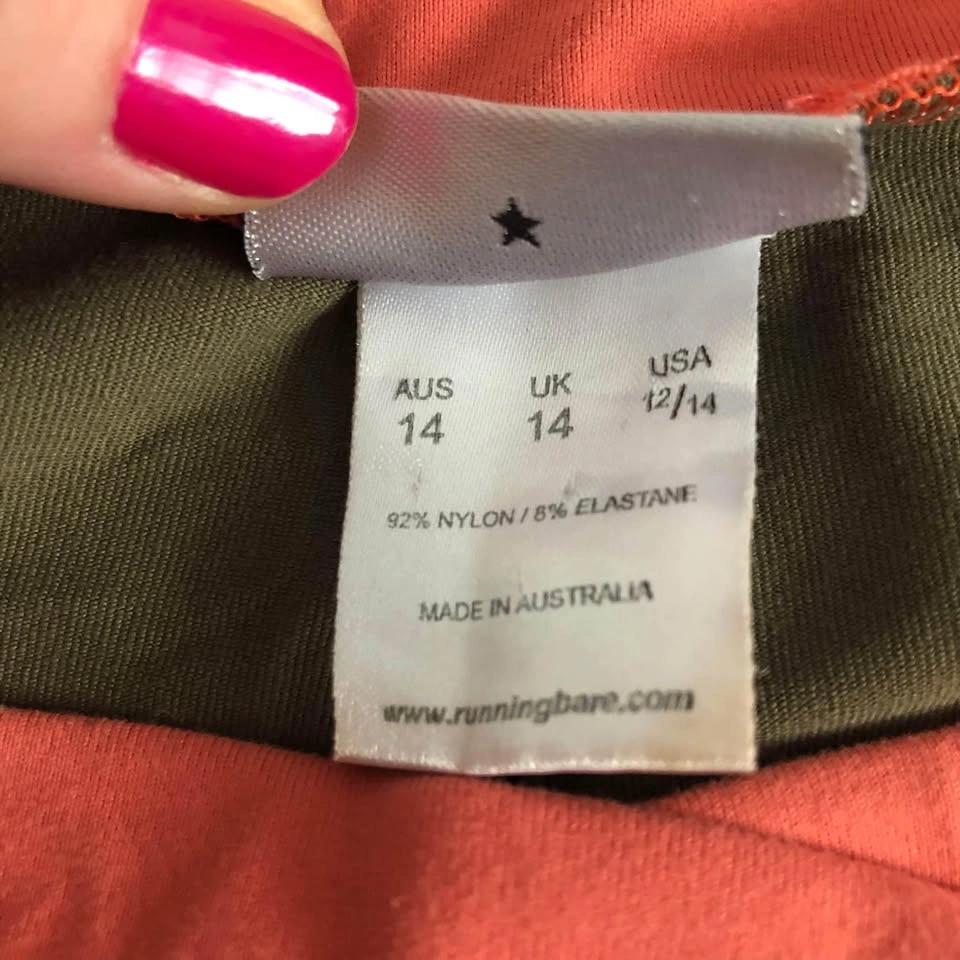 AUS UK USA
14 14 12/14
92% NYLON / 8% ELASTANE
MADE IN AUSTRALIA
www.runningbare.com